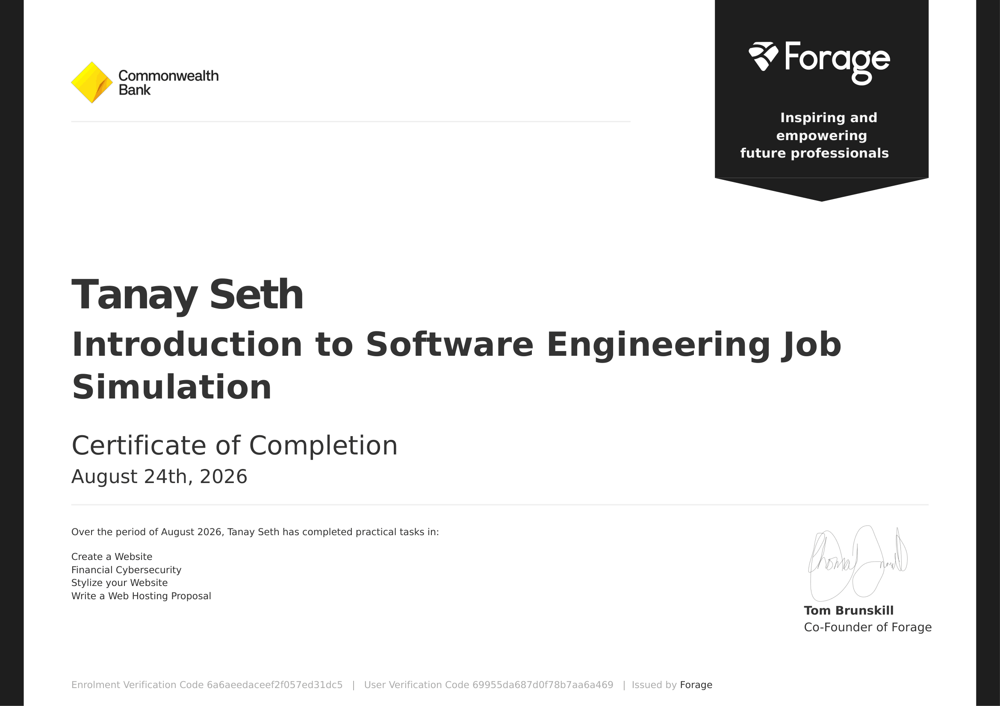 Commonwealth
Bank
Forage
Inspiring and
empowering
future professionals
Tanay Seth
Introduction to Software Engineering Job
Simulation
Certificate of Completion
August 24th, 2026
Over the period of August 2026, Tanay Seth has completed practical tasks in:
Create a Website
Financial Cybersecurity
Stylize your Website
Write a Web Hosting Proposal
Tom Brunskill
Co-Founder of Forage
Enrolment Verification Code 6a6aeedaceef2f057ed31dc5 | User Verification Code 69955da687d0f78b7aa6a469 | Issued by Forage